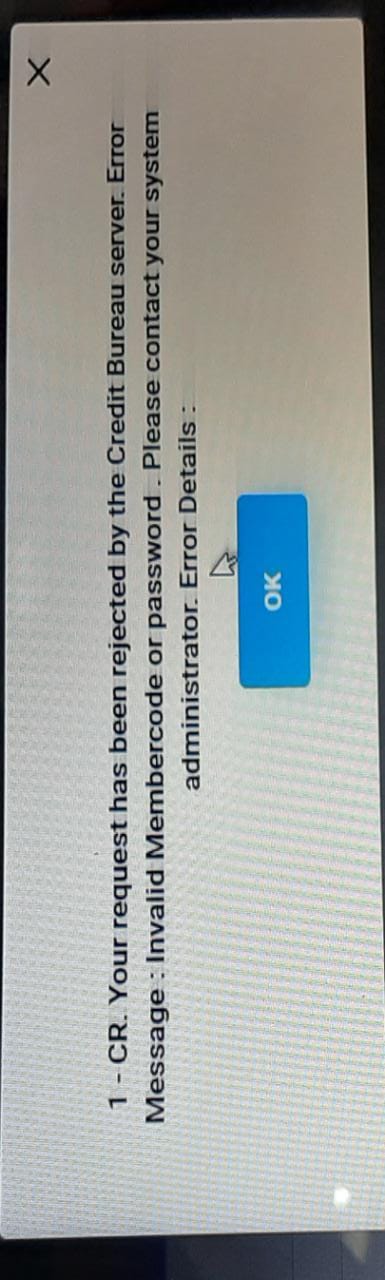 1 - CR. Your request has been rejected by the Credit Bureau server. Error
Message : Invalid Membercode or password . Please contact your system
administrator. Error Details :
OK